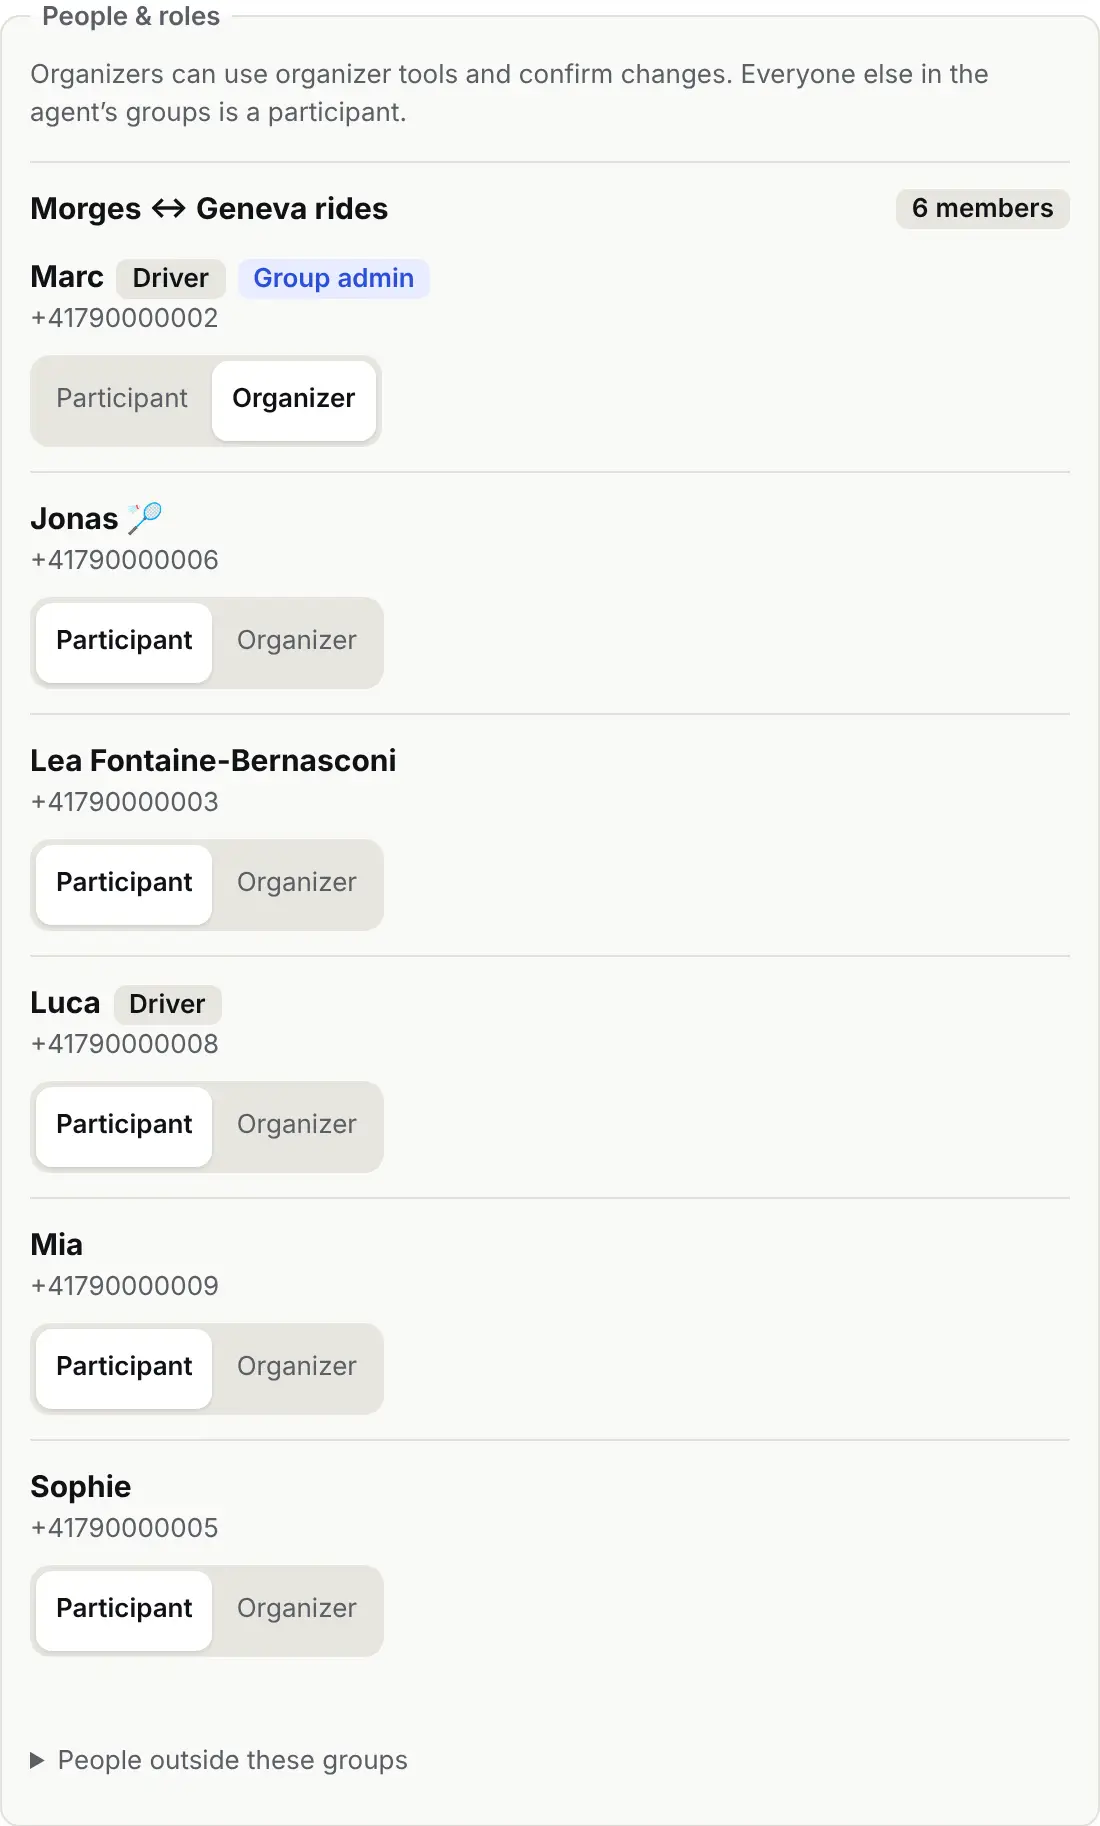 People & roles
Organizers can use organizer tools and confirm changes. Everyone else in the
agent’s groups is a participant.
Morges ↔ Geneva rides 6 members
Marc Driver Group admin
+41790000002
Participant Organizer
Jonas 🏸
+41790000006
Participant Organizer
Lea Fontaine-Bernasconi
+41790000003
Participant Organizer
Luca Driver
+41790000008
Participant Organizer
Mia
+41790000009
Participant Organizer
Sophie
+41790000005
Participant Organizer
▶ People outside these groups